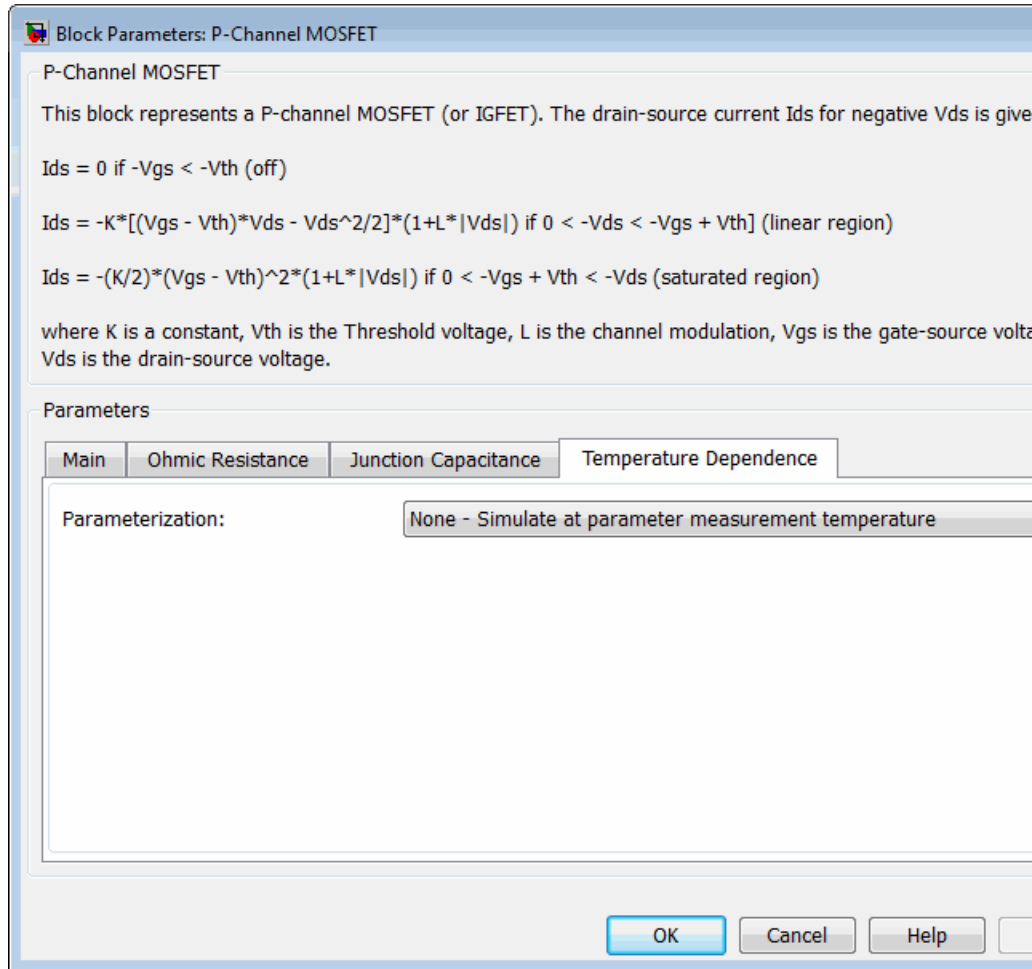 Block Parameters: P-Channel MOSFET
P-Channel MOSFET
This block represents a P-channel MOSFET (or IGFET). The drain-source current Ids for negative Vds is give
Ids = 0 if -Vgs < -Vth (off)
Ids = -K*[(Vgs - Vth)*Vds - Vds^2/2]*(1+L*|Vds|) if 0 < -Vds < -Vgs + Vth] (linear region)
Ids = -(K/2)*(Vgs - Vth)^2*(1+L*|Vds|) if 0 < -Vgs + Vth < -Vds (saturated region)
where K is a constant, Vth is the Threshold voltage, L is the channel modulation, Vgs is the gate-source volta
Vds is the drain-source voltage.
Parameters
Main Ohmic Resistance Junction Capacitance Temperature Dependence
Parameterization: None - Simulate at parameter measurement temperature
OK Cancel Help